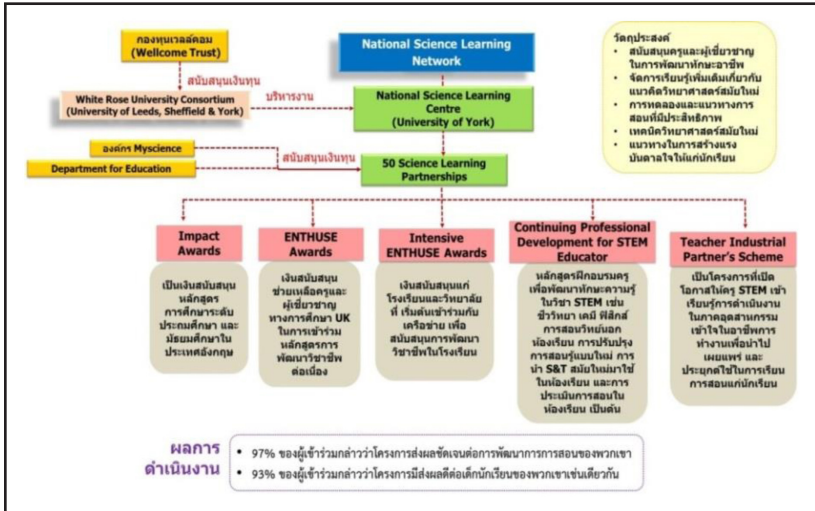 กองทุนเวลล์คอม
(Wellcome Trust)
National Science Learning
Network
สนับสนุนเงินทุน
White Rose University Consortium
(University of Leeds, Sheffield & York)
บริหารงาน
National Science Learning
Centre
(University of York)
องค์กร Myscience
Department for Education
สนับสนุนเงินทุน
50 Science Learning
Partnerships
วัตถุประสงค์
• สนับสนุนครูและผู้เชี่ยวชาญ
ในการพัฒนาทักษะอาชีพ
• จัดการเรียนรู้เพิ่มเติมเกี่ยวกับ
แนวคิดวิทยาศาสตร์สมัยใหม่
• การทดลองและแนวทางการ
สอนที่มีประสิทธิภาพ
• เทคนิควิทยาศาสตร์สมัยใหม่
• แนวทางในการสร้างแรง
บันดาลใจให้แก่นักเรียน
Impact
Awards
เป็นเงินสนับสนุน
หลักสูตร
การศึกษาระดับ
ประถมศึกษา และ
มัธยมศึกษาใน
ประเทศอังกฤษ
ENTHUSE
Awards
เงินสนับสนุน
ช่วยเหลือครูและ
ผู้เชี่ยวชาญ
ทางการศึกษา UK
ในการเข้าร่วม
หลักสูตรการ
พัฒนาวิชาชีพ
ต่อเนื่อง
Intensive
ENTHUSE Awards
เงินสนับสนุนแก่
โรงเรียนและวิทยาลัย
ที่ เริ่มต้นเข้าร่วมกับ
เครือข่าย เพื่อ
สนับสนุนการพัฒนา
วิชาชีพในโรงเรียน
Continuing Professional
Development for STEM
Educator
หลักสูตรฝึกอบรมครู
เพื่อพัฒนาทักษะความรู้
ในวิชา STEM เช่น
ชีววิทยา เคมี ฟิสิกส์
การสอนวิทย์นอก
ห้องเรียน การปรับปรุง
การสอนรู้แบบใหม่ การ
นำ S&T สมัยใหม่มาใช้
ในห้องเรียน และการ
ประเมินการสอนใน
ห้องเรียน เป็นต้น
Teacher Industrial
Partner's Scheme
เป็นโครงการที่เปิด
โอกาสให้ครู STEM เข้า
เรียนรู้การดำเนินงาน
ในภาคอุตสาหกรรม
เข้าใจในอาชีพการ
ทำงานเพื่อนำไป
เผยแพร่ และ
ประยุกต์ใช้ในการเรียน
การสอนแก่นักเรียน
ผลการ
ดำเนินงาน
• 97% ของผู้เข้าร่วมกล่าวว่าโครงการส่งผลชัดเจนต่อการพัฒนาการการสอนของพวกเขา
• 93% ของผู้เข้าร่วมกล่าวว่าโครงการมีส่งผลดีต่อเด็กนักเรียนของพวกเขาเช่นเดียวกัน